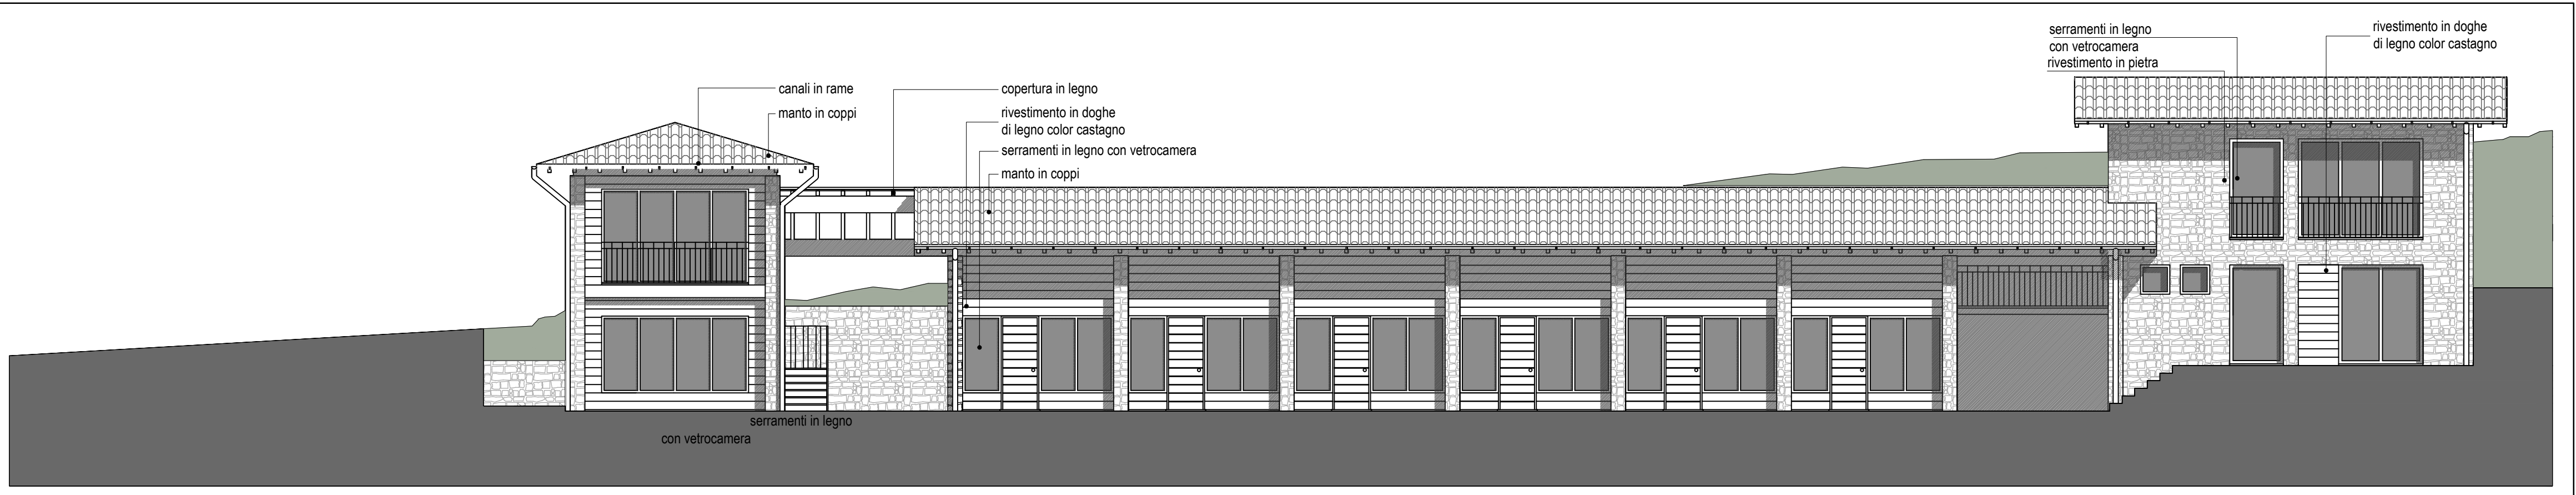 canali in rame
manto in coppi
copertura in legno
rivestimento in doghe
di legno color castagno
serramenti in legno con vetrocamera
manto in coppi
serramenti in legno
con vetrocamera
rivestimento in pietra
rivestimento in doghe
di legno color castagno
serramenti in legno
con vetrocamera